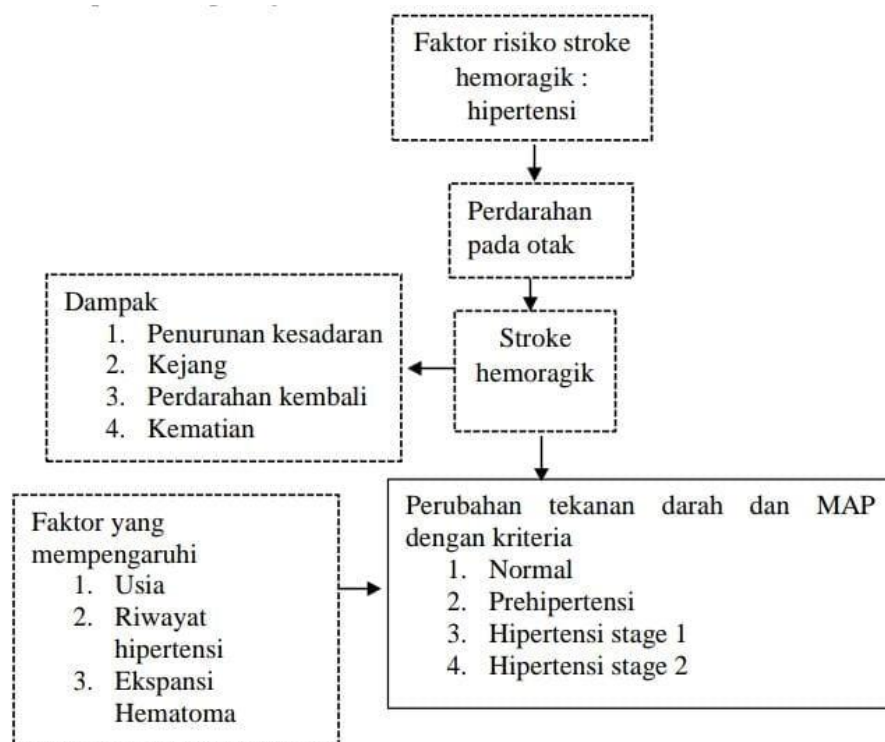 Faktor risiko stroke
hemoragik :
hipertensi
Perdarahan
pada otak
Stroke
hemoragik
Dampak
1. Penurunan kesadaran
2. Kejang
3. Perdarahan kembali
4. Kematian
Faktor yang
mempengaruhi
1. Usia
2. Riwayat
hipertensi
3. Ekspansi
Hematoma
Perubahan tekanan darah dan MAP
dengan kriteria
1. Normal
2. Prehipertensi
3. Hipertensi stage 1
4. Hipertensi stage 2